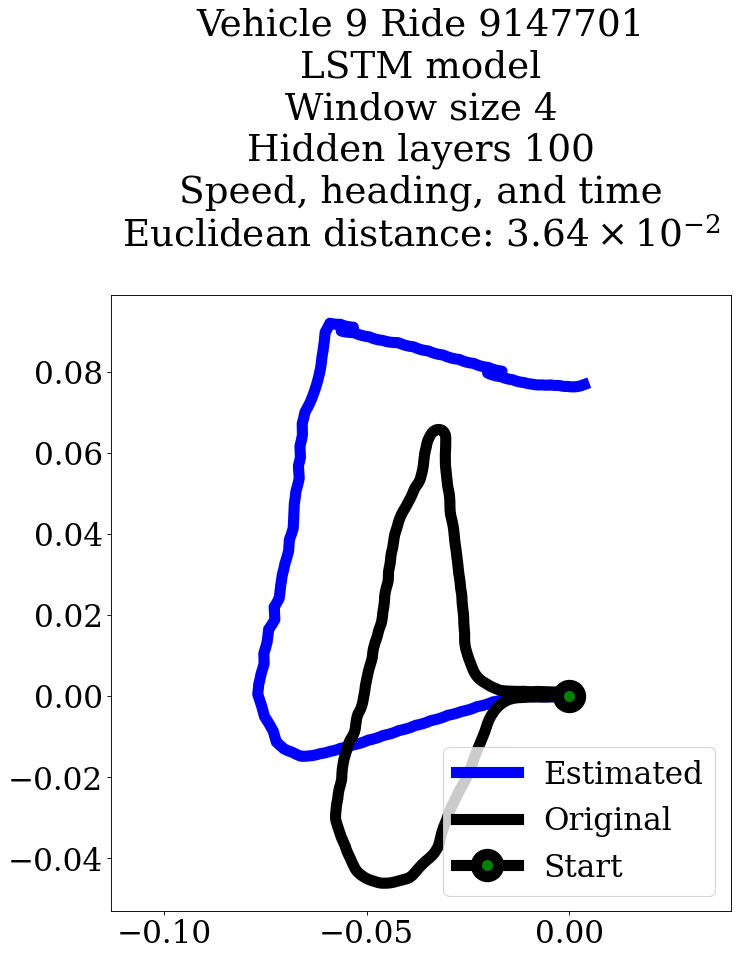 Vehicle 9 Ride 9147701
LSTM model
Window size 4
Hidden layers 100
Speed, heading, and time
Euclidean distance: 3.64 × 10⁻²
0.08
0.06
0.04
0.02
0.00
−0.02
−0.04
Estimated
Original
Start
−0.10 −0.05 0.00